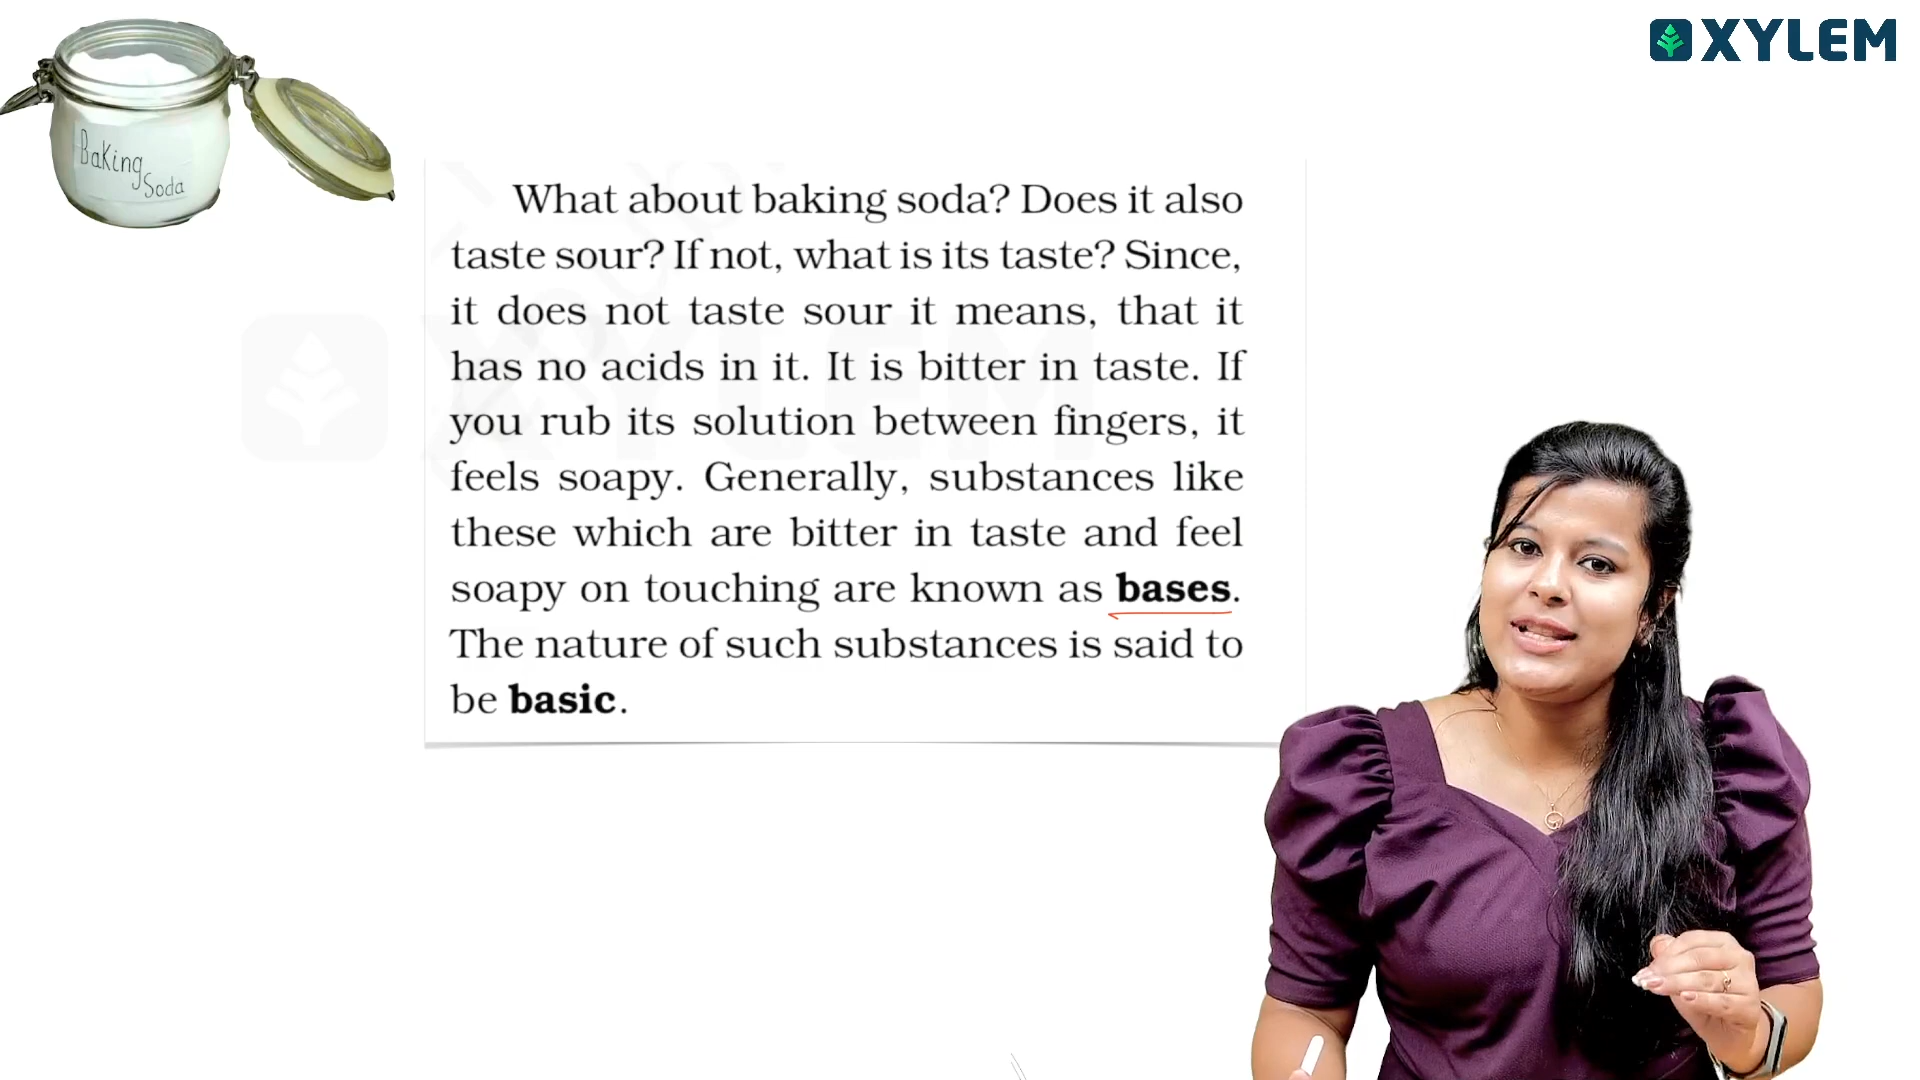 Baking
Soda
XYLEM
What about baking soda? Does it also
taste sour? If not, what is its taste? Since,
it does not taste sour it means, that it
has no acids in it. It is bitter in taste. If
you rub its solution between fingers, it
feels soapy. Generally, substances like
these which are bitter in taste and feel
soapy on touching are known as bases.
The nature of such substances is said to
be basic.
XYLEM